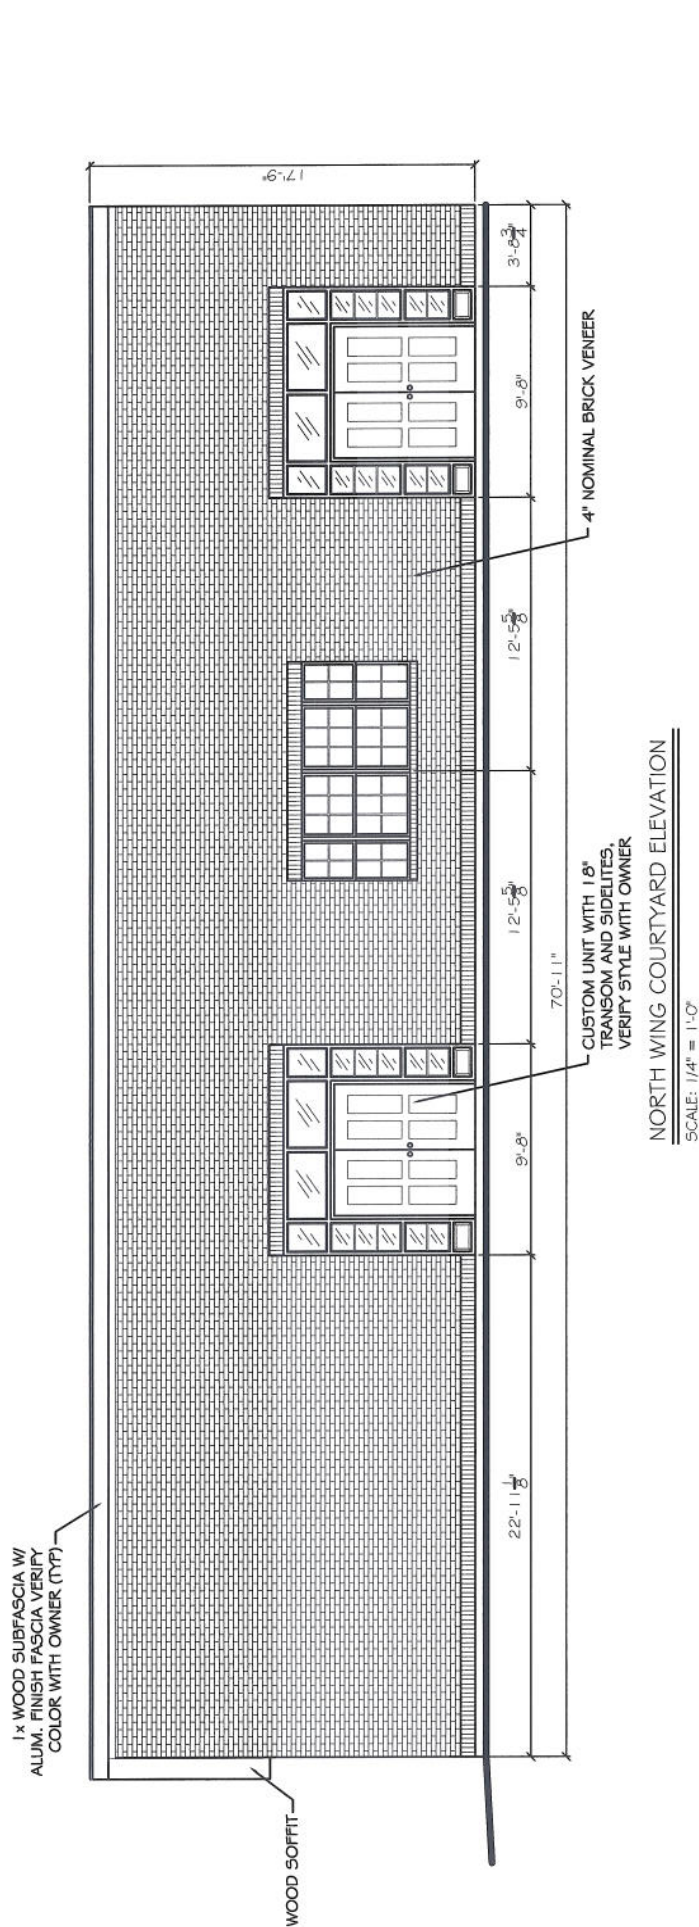 1x WOOD SUBFASCIA W/
ALUM. FINISH FASCIA VERIFY
COLOR WITH OWNER (TYP)
WOOD SOFFIT
17'-9"
22'-11 1/8"
9'-8"
12'-5 5/8"
12'-5 5/8"
9'-8"
3'-8 3/4"
70'-11"
CUSTOM UNIT WITH 18"
TRANSOM AND SIDELITES,
VERIFY STYLE WITH OWNER
4" NOMINAL BRICK VENEER
NORTH WING COURTYARD ELEVATION
SCALE: 1/4" = 1'-0"